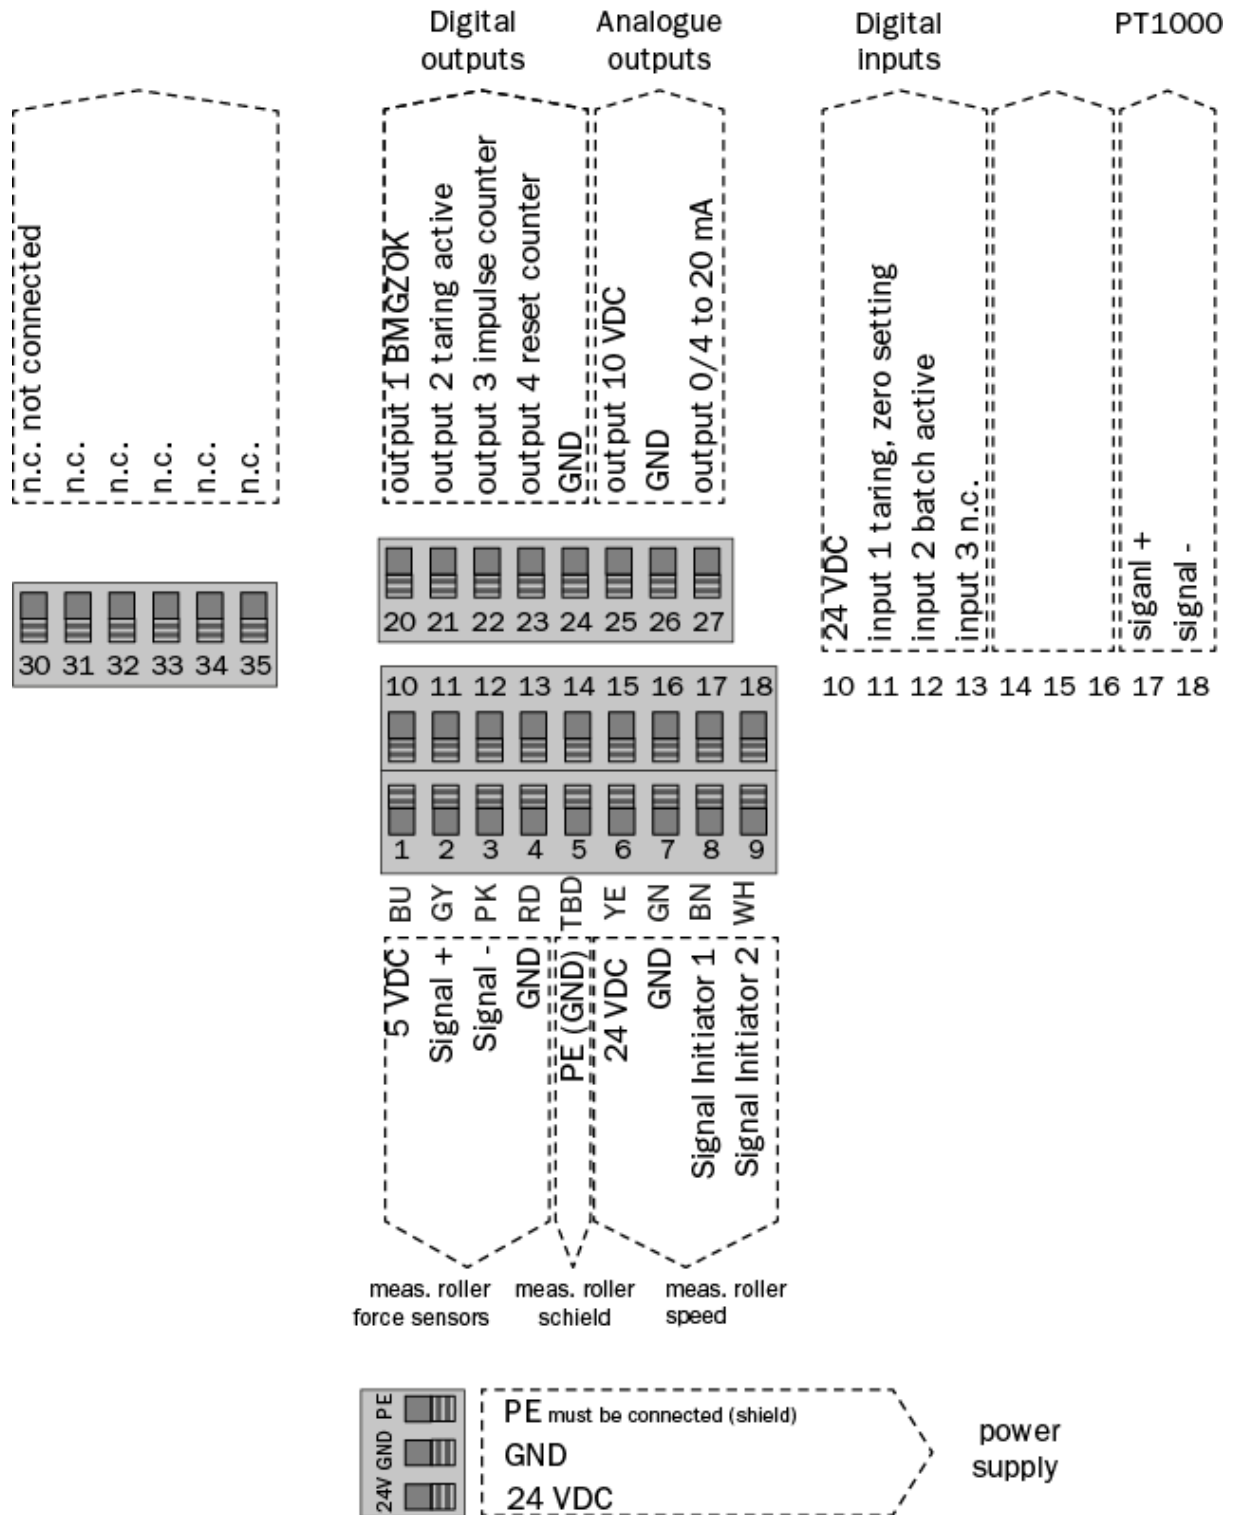 Digital
outputs
Analogue
outputs
Digital
inputs
PT1000
n.c. not connected
n.c.
n.c.
n.c.
n.c.
n.c.
output 1 BMGZOK
output 2 taring active
output 3 impulse counter
output 4 reset counter
GND
output 10 VDC
GND
output 0/4 to 20 mA
24 VDC
input 1 taring, zero setting
input 2 batch active
input 3 n.c.
siganl +
signal -
30 31 32 33 34 35
20 21 22 23 24 25 26 27
10 11 12 13 14 15 16 17 18
10 11 12 13 14 15 16 17 18
1 2 3 4 5 6 7 8 9
BU
GY
PK
RD
TBD
YE
GN
BN
WH
5 VDC
Signal +
Signal -
GND
PE (GND)
24 VDC
GND
Signal Initiator 1
Signal Initiator 2
meas. roller
force sensors
meas. roller
schield
meas. roller
speed
PE
GND
24V
PE must be connected (shield)
GND
24 VDC
power
supply